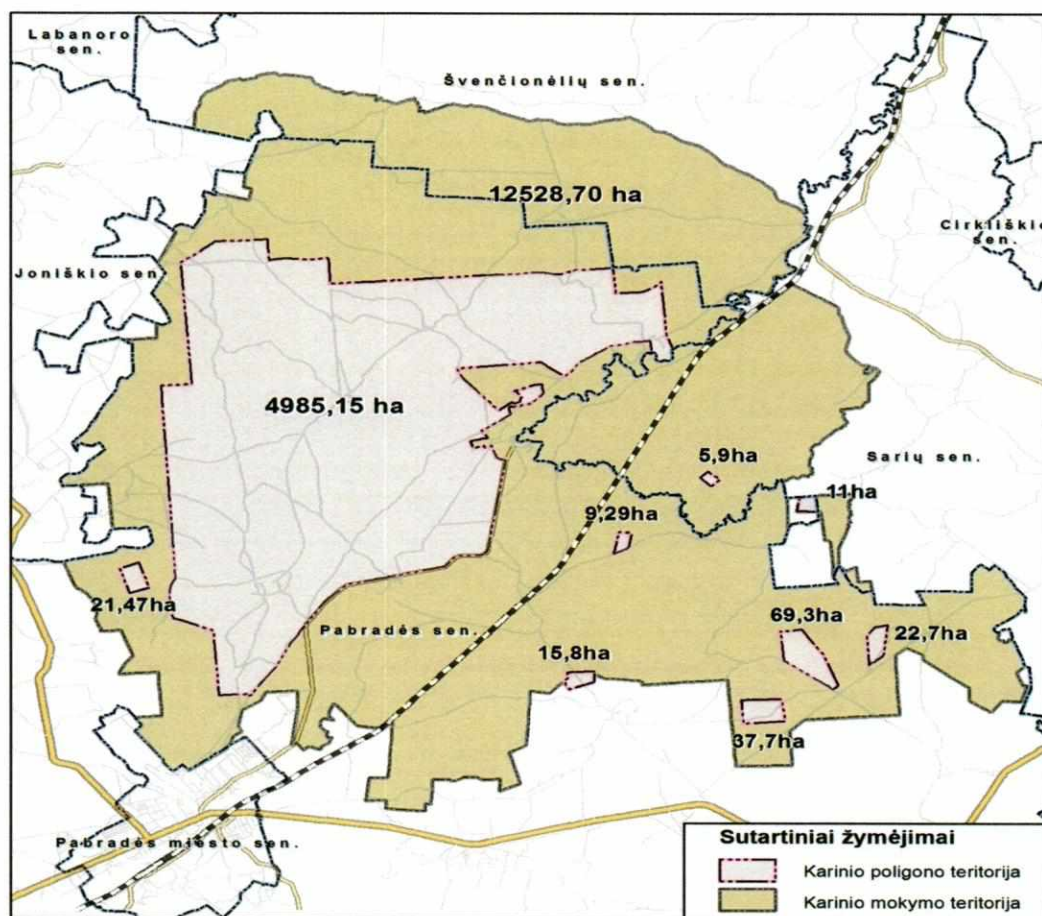 Labanoro
sen.
Švenčionėlių sen.
12528,70 ha
Cirkliškio
sen.
Joniškio sen.
4985,15 ha
5,9ha
Sarių sen.
11ha
9,29ha
21,47ha
Pabradės sen.
69,3ha
22,7ha
15,8ha
37,7ha
Pabradės miesto sen.
Sutartiniai žymėjimai
Karinio poligono teritorija
Karinio mokymo teritorija